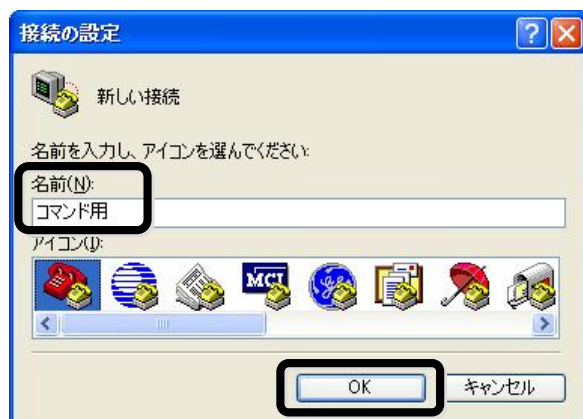 接続の設定
新しい接続
名前を入力し、アイコンを選んでください:
名前(N):
コマンド用
アイコン(I):
MCI
OK
キャンセル